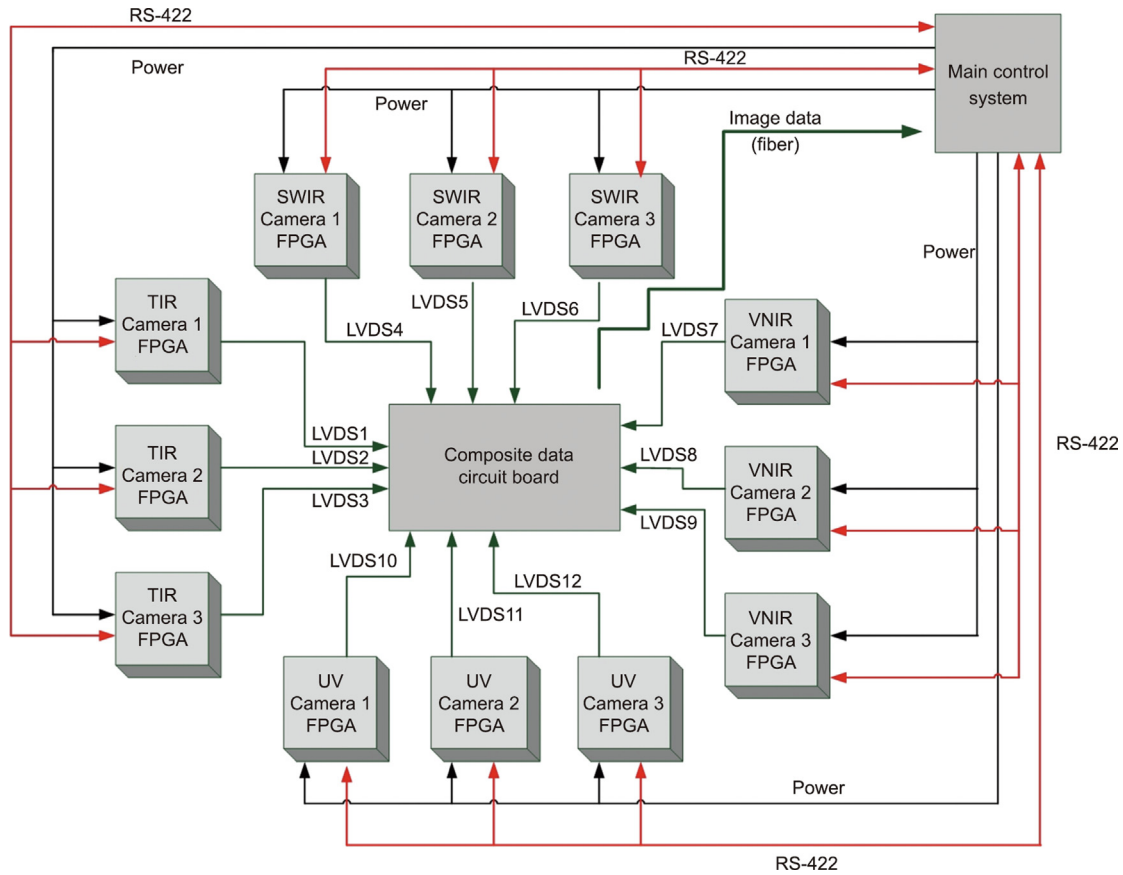 RS-422
Power
RS-422
Power
Main control
system
Image data
(fiber)
SWIR
Camera 1
FPGA
SWIR
Camera 2
FPGA
SWIR
Camera 3
FPGA
Power
TIR
Camera 1
FPGA
LVDS4
LVDS5
LVDS6
LVDS7
VNIR
Camera 1
FPGA
LVDS1
LVDS2
LVDS3
TIR
Camera 2
FPGA
Composite data
circuit board
LVDS8
LVDS9
VNIR
Camera 2
FPGA
RS-422
TIR
Camera 3
FPGA
LVDS10
LVDS11
LVDS12
VNIR
Camera 3
FPGA
UV
Camera 1
FPGA
UV
Camera 2
FPGA
UV
Camera 3
FPGA
Power
RS-422